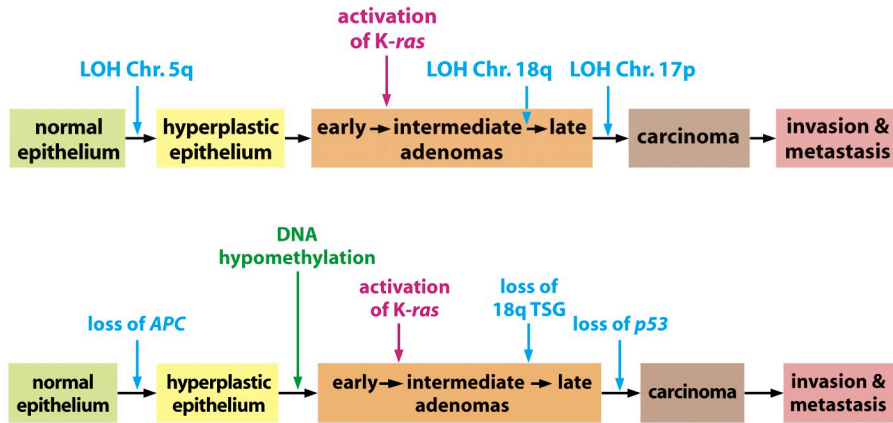 activation
of K-ras
LOH Chr. 5q
LOH Chr. 18q
LOH Chr. 17p
normal
epithelium
hyperplastic
epithelium
early intermediate late
adenomas
carcinoma
invasion &
metastasis
DNA
hypomethylation
activation
of K-ras
loss of
18q TSG
loss of APC
loss of p53
normal
epithelium
hyperplastic
epithelium
early intermediate late
adenomas
carcinoma
invasion &
metastasis